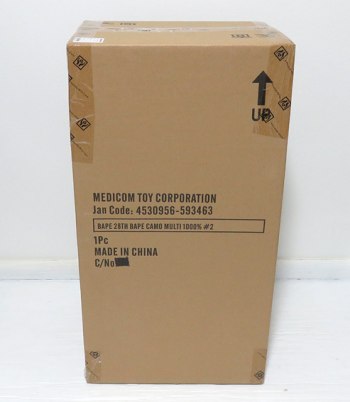 UP
MEDICOM TOY CORPORATION
Jan Code: 4530956-593463
BAPE 28TH BAPE CAMO MULTI 1000% #2
1Pc
MADE IN CHINA
C/No